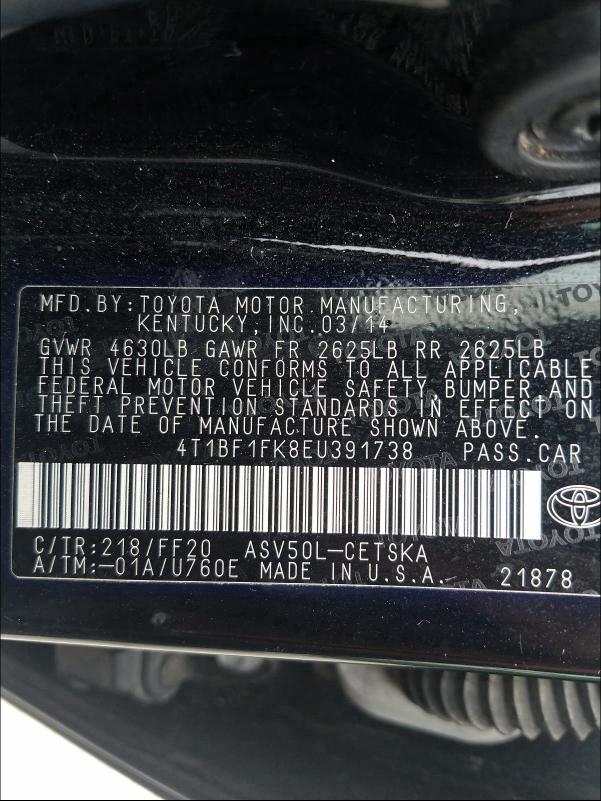 MFD.BY:TOYOTA MOTOR MANUFACTURING,
KENTUCKY,INC.03/14
GVWR 4630LB GAWR FR 2625LB RR 2625LB
THIS VEHICLE CONFORMS TO ALL APPLICABLE
FEDERAL MOTOR VEHICLE SAFETY,BUMPER,AND
THEFT PREVENTION STANDARDS IN EFFECT ON
THE DATE OF MANUFACTURE SHOWN ABOVE.
4T1BF1FK8EU391738 PASS.CAR
C/TR:218/FF20 ASV50L-CETSKA
A/TM:-01A/U760E MADE IN U.S.A. 21878